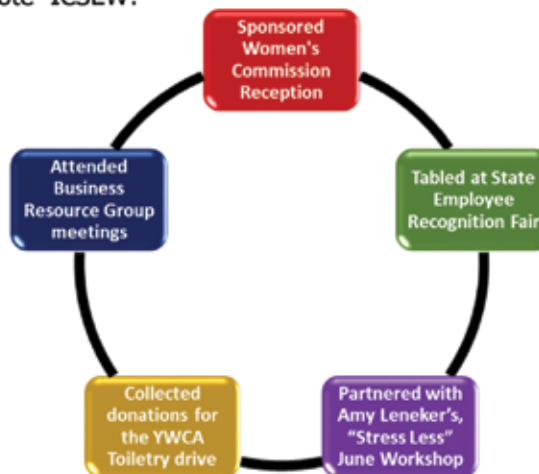 ICSEW.
Sponsored
Women's
Commission
Reception
Tabled at State
Employee
Recognition Fair
Partnered with
Amy Leneker's,
"Stress Less"
June Workshop
Collected
donations for
the YWCA
Toiletry drive
Attended
Business
Resource Group
meetings